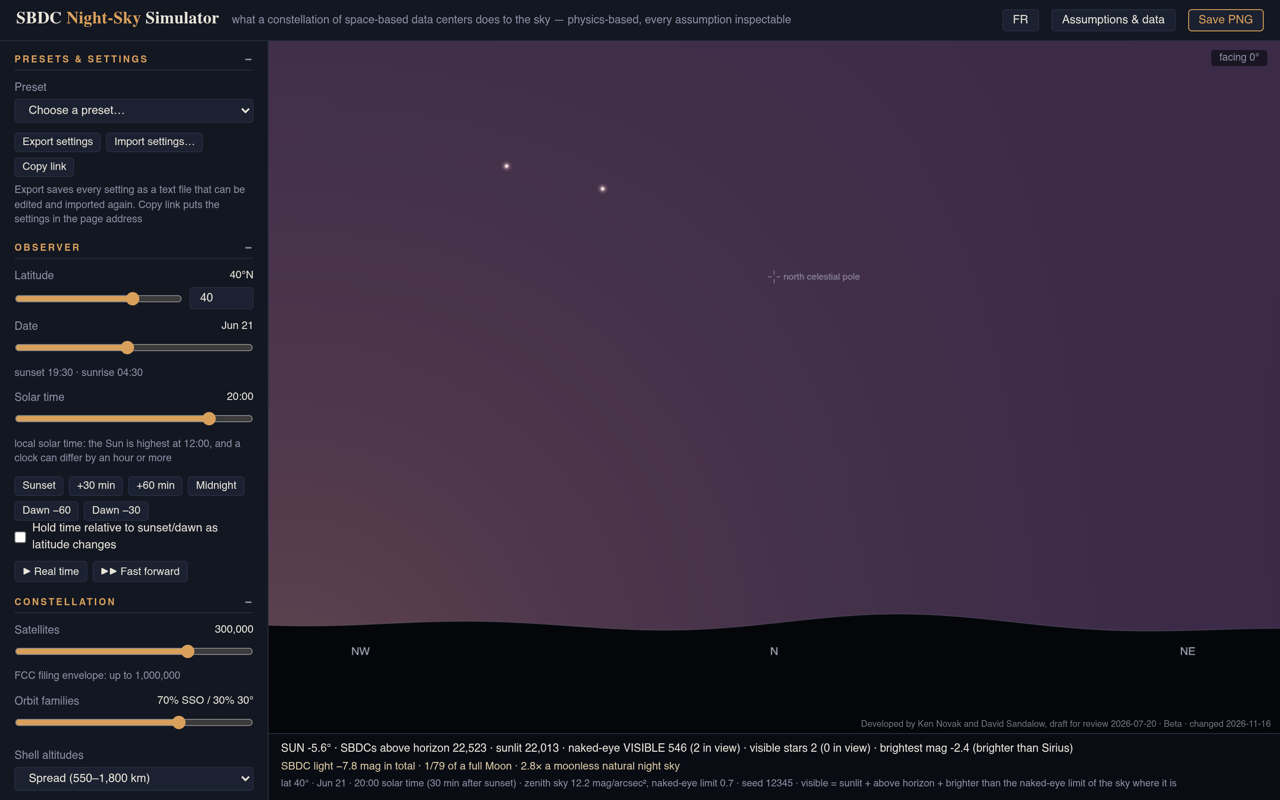 SBDC Night-Sky Simulator
what a constellation of space-based data centers does to the sky — physics-based, every assumption inspectable
FR
Assumptions & data
Save PNG
PRESETS & SETTINGS
–
Preset
Choose a preset…
Export settings
Import settings…
Copy link
Export saves every setting as a text file that can be
edited and imported again. Copy link puts the
settings in the page address
OBSERVER
–
Latitude
40°N
40
Date
Jun 21
sunset 19:30 · sunrise 04:30
Solar time
20:00
local solar time: the Sun is highest at 12:00, and a
clock can differ by an hour or more
Sunset
+30 min
+60 min
Midnight
Dawn −60
Dawn −30
Hold time relative to sunset/dawn as
latitude changes
▶ Real time
▶▶ Fast forward
CONSTELLATION
–
Satellites
300,000
FCC filing envelope: up to 1,000,000
Orbit families
70% SSO / 30% 30°
Shell altitudes
Spread (550–1,800 km)
facing 0°
north celestial pole
NW
N
NE
Developed by Ken Novak and David Sandalow, draft for review 2026-07-20 · Beta · changed 2026-11-16
SUN -5.6° · SBDCs above horizon 22,523 · sunlit 22,013 · naked-eye VISIBLE 546 (2 in view) · visible stars 2 (0 in view) · brightest mag -2.4 (brighter than Sirius)
SBDC light −7.8 mag in total · 1/79 of a full Moon · 2.8× a moonless natural night sky
lat 40° · Jun 21 · 20:00 solar time (30 min after sunset) · zenith sky 12.2 mag/arcsec², naked-eye limit 0.7 · seed 12345 · visible = sunlit + above horizon + brighter than the naked-eye limit of the sky where it is